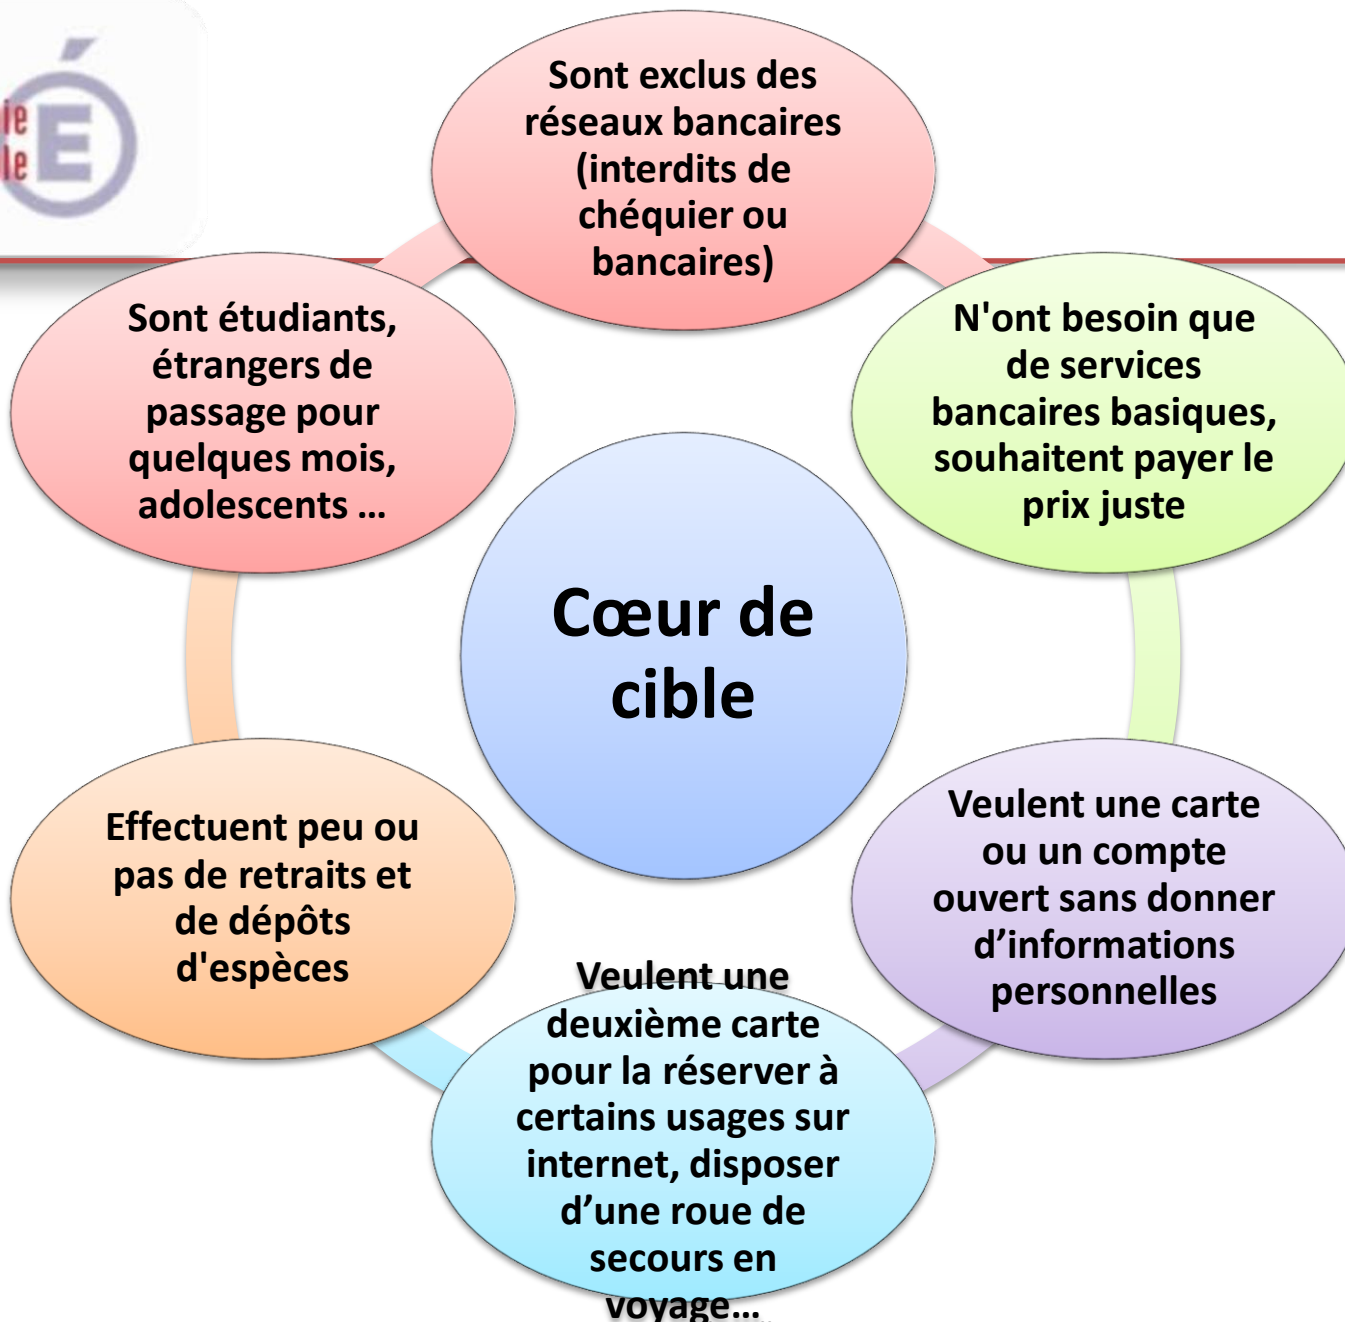 ie
le
É
Sont exclus des
réseaux bancaires
(interdits de
chéquier ou
bancaires)
Sont étudiants,
étrangers de
passage pour
quelques mois,
adolescents ...
N'ont besoin que
de services
bancaires basiques,
souhaitent payer le
prix juste
Cœur de
cible
Effectuent peu ou
pas de retraits et
de dépôts
d'espèces
Veulent une carte
ou un compte
ouvert sans donner
d’informations
personnelles
Veulent une
deuxième carte
pour la réserver à
certains usages sur
internet, disposer
d’une roue de
secours en
voyage…